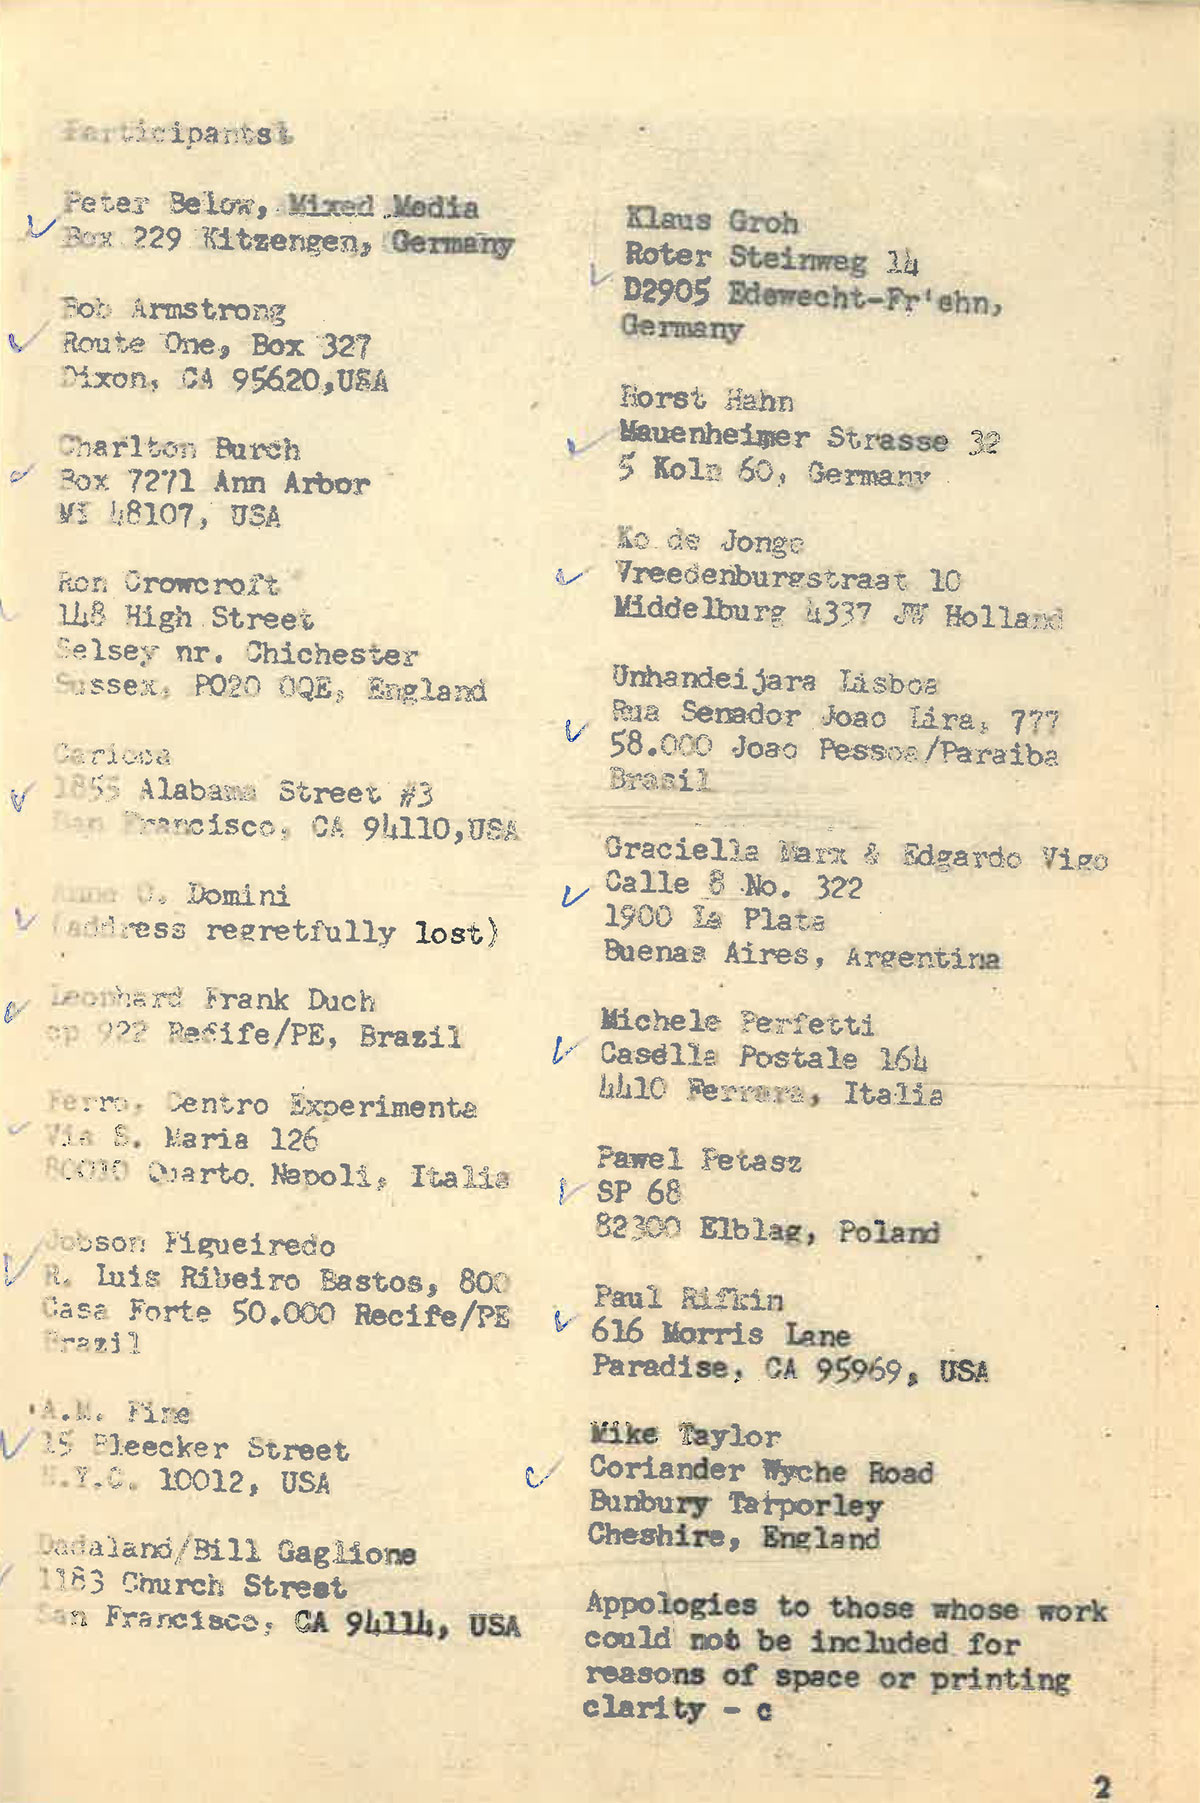 Participants:
Peter Below, Mixed Media
Box 229 Kitzengen, Germany
Bob Armstrong
Route One, Box 327
Dixon, CA 95620,USA
Charlton Burch
Box 7271 Ann Arbor
MI 48107, USA
Ron Crowcroft
148 High Street
Selsey nr. Chichester
Sussex, PO20 0QE, England
Carioca
1855 Alabama Street #3
San Francisco, CA 94110,USA
Anne O. Domini
(address regretfully lost)
Leonhard Frank Duch
cp 922 Recife/PE, Brazil
Ferro, Centro Experimenta
Via S. Maria 126
80010 Quarto Napoli, Italia
Jobson Figueiredo
R. Luis Ribeiro Bastos, 800
Casa Forte 50.000 Recife/PE
Brazil
A.M. Fine
15 Bleecker Street
N.Y.C. 10012, USA
Dadaland/Bill Gaglione
1183 Church Street
San Francisco, CA 94114, USA
Klaus Groh
Roter Steinweg 14
D2905 Edewecht-Fr'ehn,
Germany
Horst Hahn
Mauenheimer Strasse 32
5 Koln 60, Germany
Ko de Jonge
Vreedenburgstraat 10
Middelburg 4337 JW Holland
Unhandeijara Lisboa
Rua Senador Joao Lira, 777
58.000 Joao Pessoa/Paraiba
Brasil
Graciella Marx & Edgardo Vigo
Calle 8 No. 322
1900 La Plata
Buenas Aires, Argentina
Michele Perfetti
Casella Postale 164
4410 Ferrara, Italia
Pawel Petasz
SP 68
82300 Elblag, Poland
Paul Rifkin
616 Morris Lane
Paradise, CA 95969, USA
Mike Taylor
Coriander Wyche Road
Bunbury Tarporley
Cheshire, England
Appologies to those whose work
could not be included for
reasons of space or printing
clarity - c
2